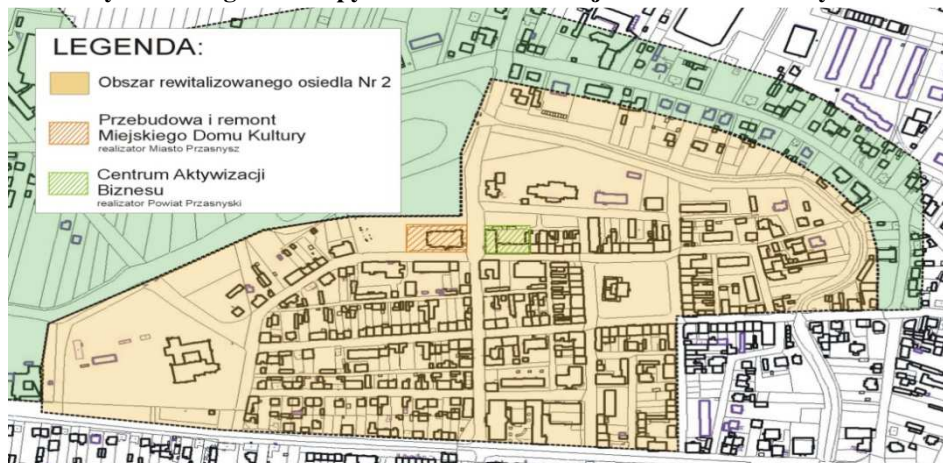 LEGENDA:
Obszar rewitalizowanego osiedla Nr 2
Przebudowa i remont
Miejskiego Domu Kultury
realizator Miasto Przasnysz
Centrum Aktywizacji
Biznesu
realizator Powiat Przasnyski